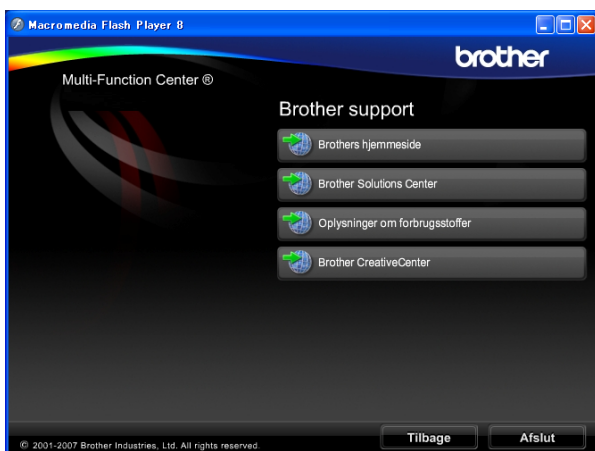 Macromedia Flash Player 8
brother
Multi-Function Center ®
Brother support
Brothers hjemmeside
Brother Solutions Center
Oplysninger om forbrugsstoffer
Brother CreativeCenter
Tilbage
Afslut
© 2001-2007 Brother Industries, Ltd. All rights reserved.